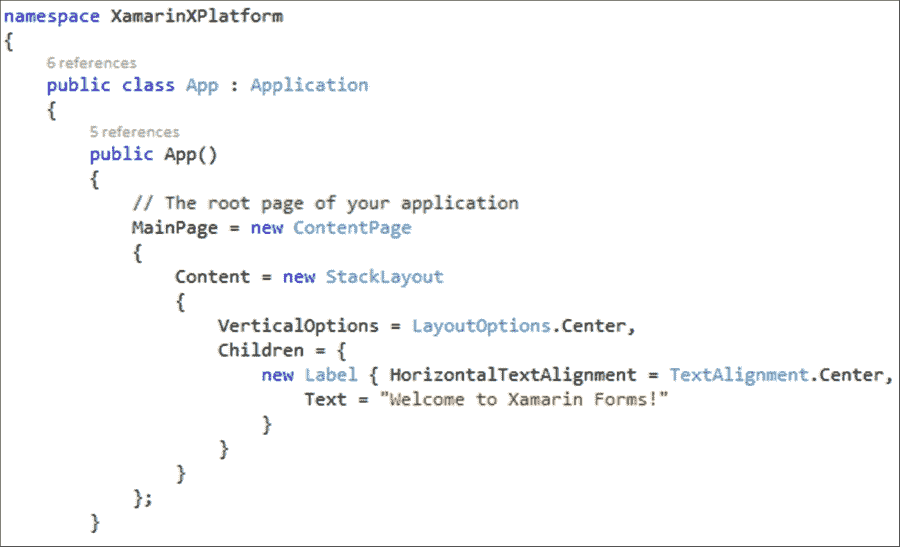 namespace XamarinXPlatform
{
6 references
public class App : Application
{
5 references
public App()
{
// The root page of your application
MainPage = new ContentPage
{
Content = new StackLayout
{
VerticalOptions = LayoutOptions.Center,
Children = {
new Label { HorizontalTextAlignment = TextAlignment.Center,
Text = "Welcome to Xamarin Forms!"
}
}
}
};
}